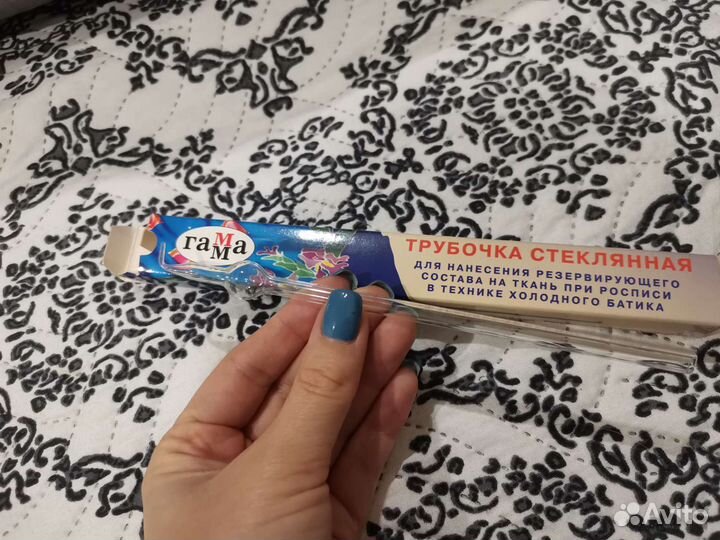 гамма
ТРУБОЧКА СТЕКЛЯННАЯ
ДЛЯ НАНЕСЕНИЯ РЕЗЕРВИРУЮЩЕГО
СОСТАВА НА ТКАНЬ ПРИ РОСПИСИ
В ТЕХНИКЕ ХОЛОДНОГО БАТИКА
Avito